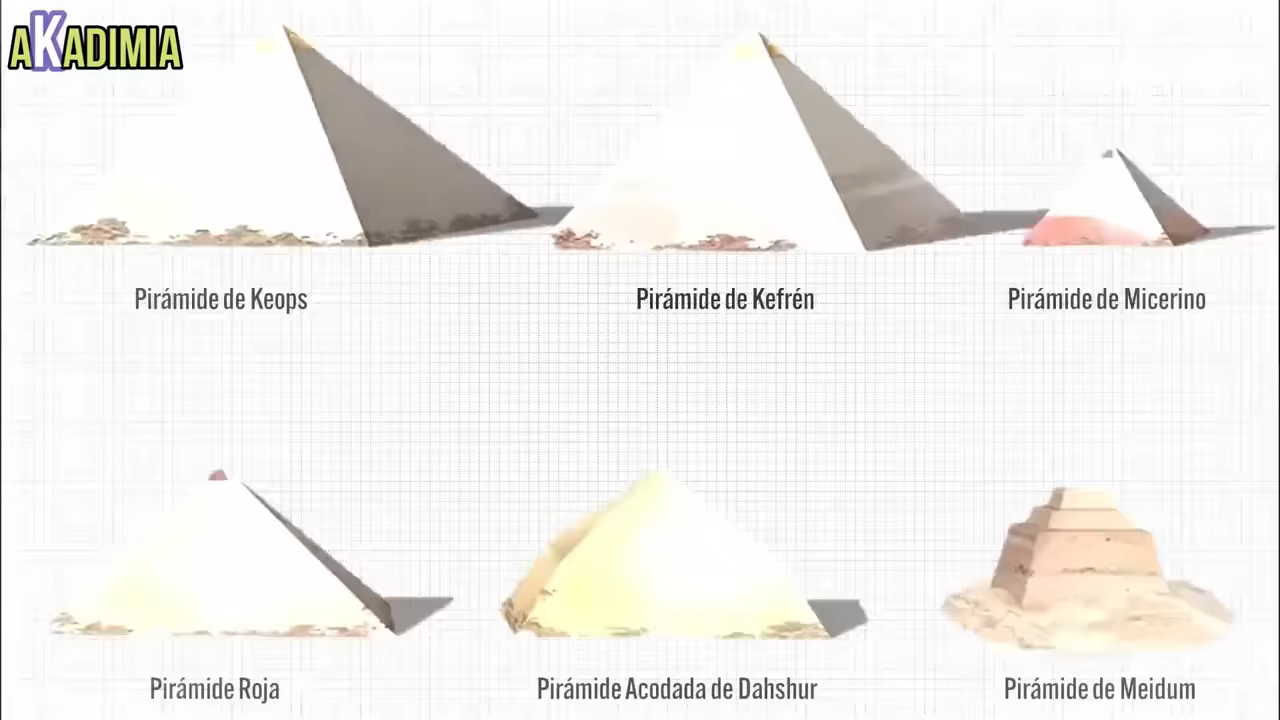 AKADIMIA
Pirámide de Keops
Pirámide de Kefrén
Pirámide de Micerino
Pirámide Roja
Pirámide Acodada de Dahshur
Pirámide de Meidum